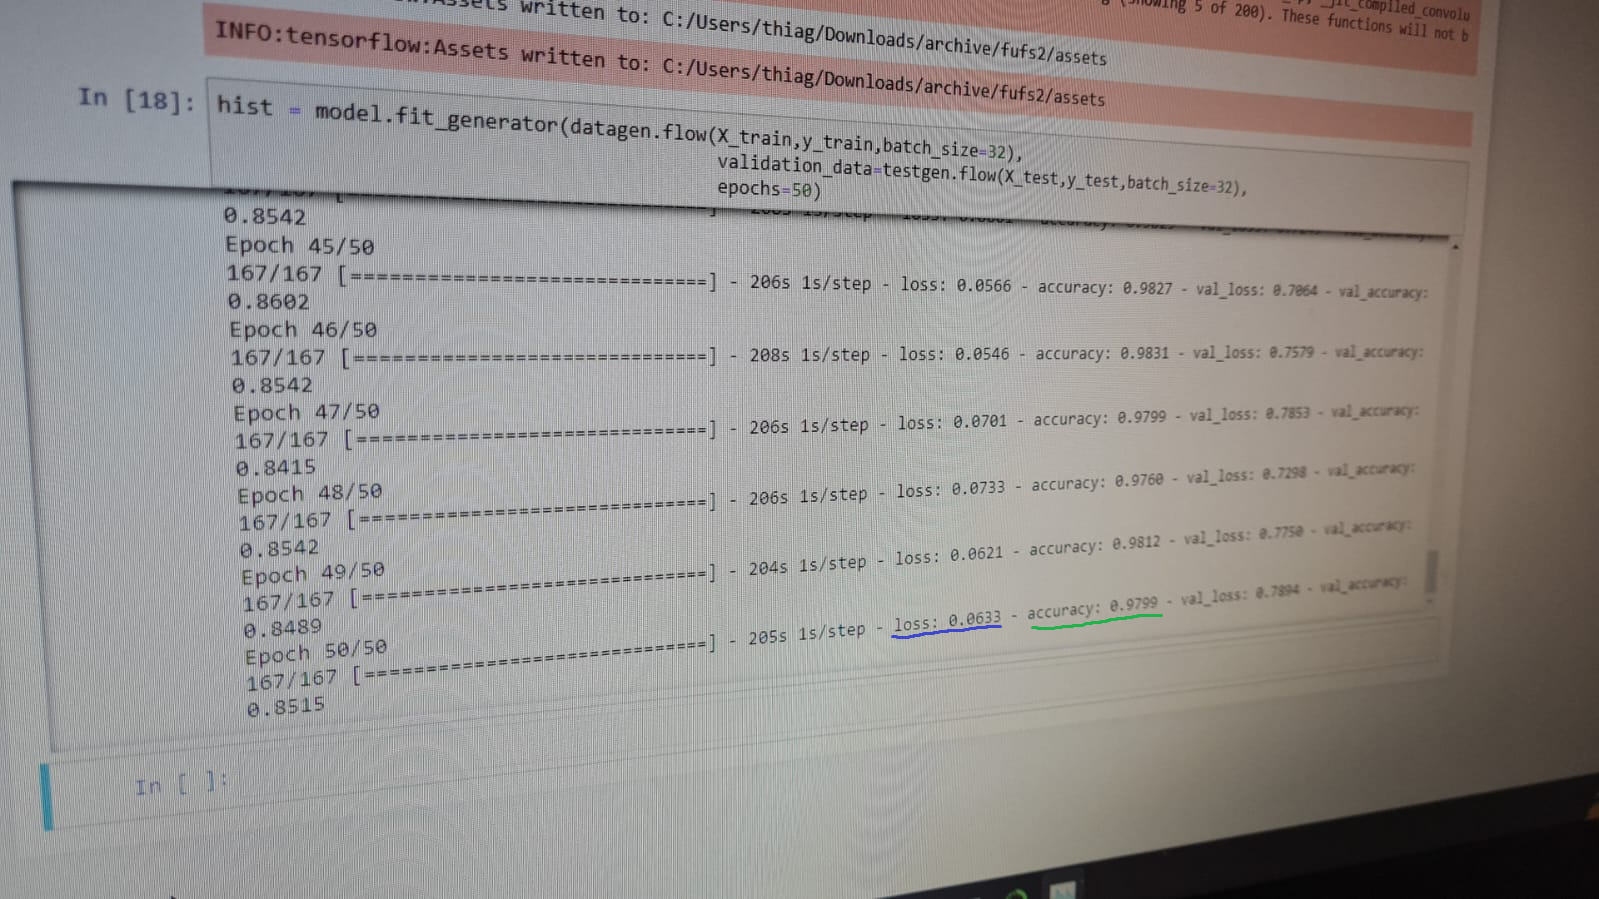 Assets written to: C:/Users/thiag/Downloads/archive/fufs2/assets
INFO:tensorflow:Assets written to: C:/Users/thiag/Downloads/archive/fufs2/assets
5 of 200). These functions will not b
In [18]: hist = model.fit_generator(datagen.flow(X_train,y_train,batch_size=32),
validation_data=testgen.flow(X_test,y_test,batch_size=32),
epochs=50)
0.8542
Epoch 45/50
167/167 [==============================] - 206s 1s/step - loss: 0.0566 - accuracy: 0.9827 - val_loss: 0.7064 - val_accuracy:
0.8602
Epoch 46/50
167/167 [==============================] - 208s 1s/step - loss: 0.0546 - accuracy: 0.9831 - val_loss: 0.7579 - val_accuracy:
0.8542
Epoch 47/50
167/167 [==============================] - 206s 1s/step - loss: 0.0701 - accuracy: 0.9799 - val_loss: 0.7853 - val_accuracy:
0.8415
Epoch 48/50
167/167 [==============================] - 206s 1s/step - loss: 0.0733 - accuracy: 0.9760 - val_loss: 0.7298 - val_accuracy:
0.8542
Epoch 49/50
167/167 [==============================] - 204s 1s/step - loss: 0.0621 - accuracy: 0.9812 - val_loss: 0.7750 - val_accuracy:
0.8489
Epoch 50/50
167/167 [==============================] - 205s 1s/step - loss: 0.0633 - accuracy: 0.9799 - val_loss: 0.7894 - val_accuracy:
0.8515
In [ ]: